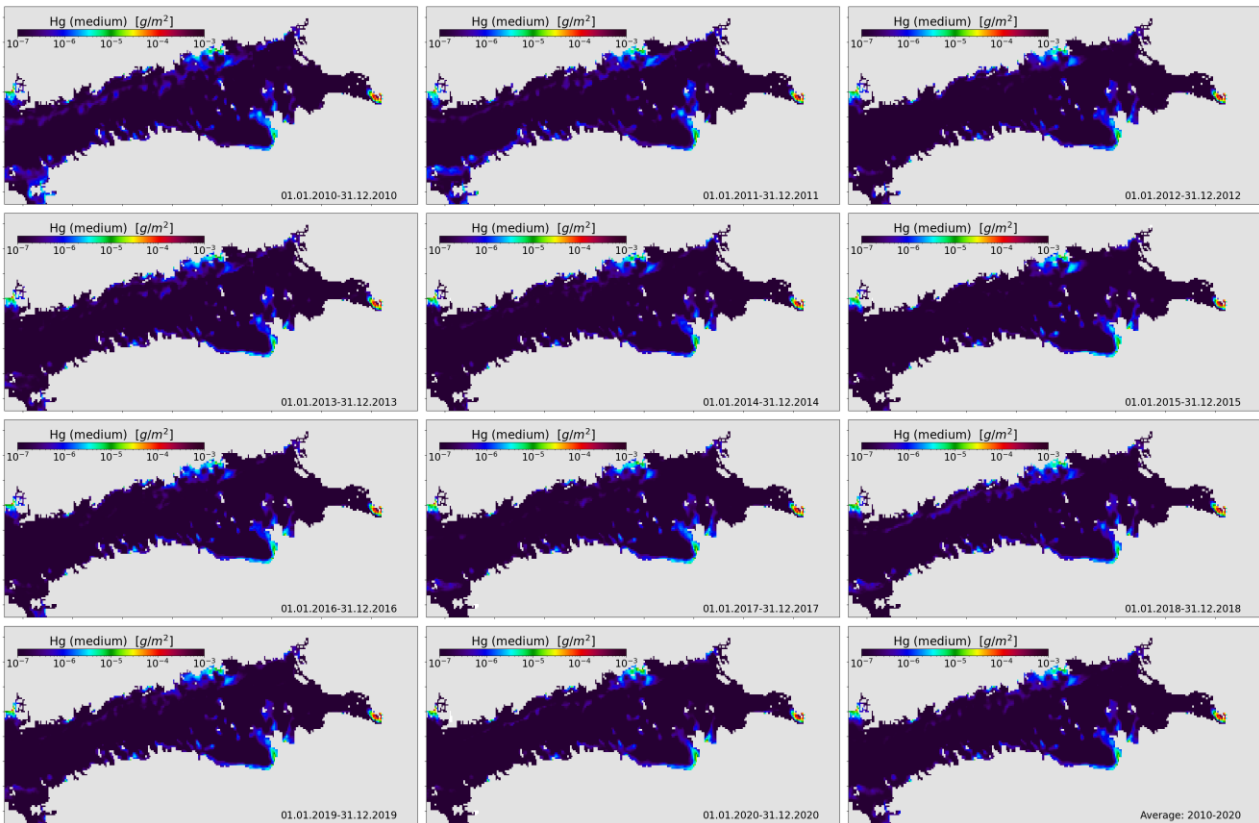 Hg (medium) [g/m²] Hg (medium) [g/m²] Hg (medium) [g/m²]
10⁻⁷ 10⁻⁶ 10⁻⁵ 10⁻⁴ 10⁻³ 10⁻⁷ 10⁻⁶ 10⁻⁵ 10⁻⁴ 10⁻³ 10⁻⁷ 10⁻⁶ 10⁻⁵ 10⁻⁴ 10⁻³
01.01.2010-31.12.2010 01.01.2011-31.12.2011 01.01.2012-31.12.2012
Hg (medium) [g/m²] Hg (medium) [g/m²] Hg (medium) [g/m²]
10⁻⁷ 10⁻⁶ 10⁻⁵ 10⁻⁴ 10⁻³ 10⁻⁷ 10⁻⁶ 10⁻⁵ 10⁻⁴ 10⁻³ 10⁻⁷ 10⁻⁶ 10⁻⁵ 10⁻⁴ 10⁻³
01.01.2013-31.12.2013 01.01.2014-31.12.2014 01.01.2015-31.12.2015
Hg (medium) [g/m²] Hg (medium) [g/m²] Hg (medium) [g/m²]
10⁻⁷ 10⁻⁶ 10⁻⁵ 10⁻⁴ 10⁻³ 10⁻⁷ 10⁻⁶ 10⁻⁵ 10⁻⁴ 10⁻³ 10⁻⁷ 10⁻⁶ 10⁻⁵ 10⁻⁴ 10⁻³
01.01.2016-31.12.2016 01.01.2017-31.12.2017 01.01.2018-31.12.2018
Hg (medium) [g/m²] Hg (medium) [g/m²] Hg (medium) [g/m²]
10⁻⁷ 10⁻⁶ 10⁻⁵ 10⁻⁴ 10⁻³ 10⁻⁷ 10⁻⁶ 10⁻⁵ 10⁻⁴ 10⁻³ 10⁻⁷ 10⁻⁶ 10⁻⁵ 10⁻⁴ 10⁻³
01.01.2019-31.12.2019 01.01.2020-31.12.2020 Average: 2010-2020